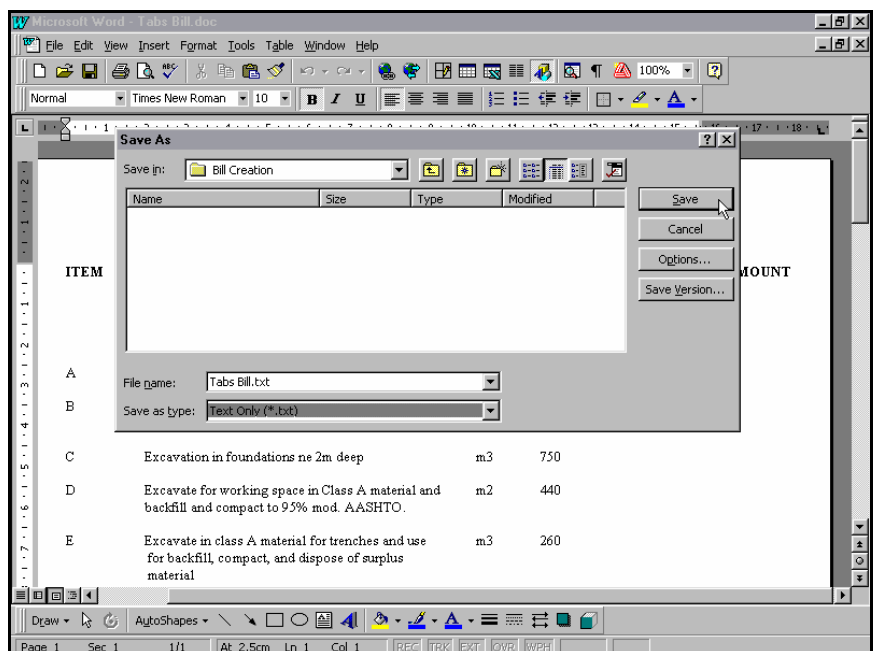 Microsoft Word - Tabs Bill.doc
File Edit View Insert Format Tools Table Window Help
100%
Normal Times New Roman 10 B I U
Save As
Save in: Bill Creation
Name Size Type Modified
Save
Cancel
Options...
Save Version...
File name: Tabs Bill.txt
Save as type: Text Only (*.txt)
ITEM MOUNT
A
B
C Excavation in foundations ne 2m deep m3 750
D Excavate for working space in Class A material and m2 440
backfill and compact to 95% mod. AASHTO.
E Excavate in class A material for trenches and use m3 260
for backfill, compact, and dispose of surplus
material
Draw AutoShapes
Page 1 Sec 1 1/1 At 2.5cm Ln 1 Col 1 REC TRK EXT OVR WPH